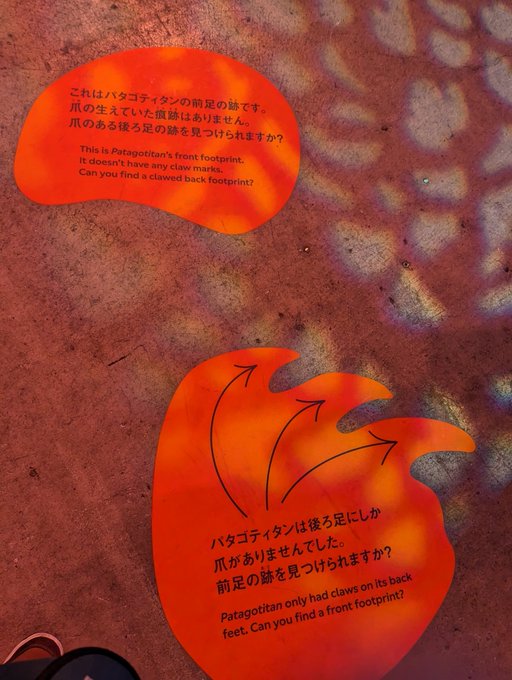 これはパタゴティタンの前足の跡です。
爪の生えていた痕跡はありません。
爪のある後ろ足の跡を見つけられますか?
This is Patagotitan's front footprint.
It doesn't have any claw marks.
Can you find a clawed back footprint?
パタゴティタンは後ろ足にしか
爪がありませんでした。
前足の跡を見つけられますか?
Patagotitan only had claws on its back
feet. Can you find a front footprint?